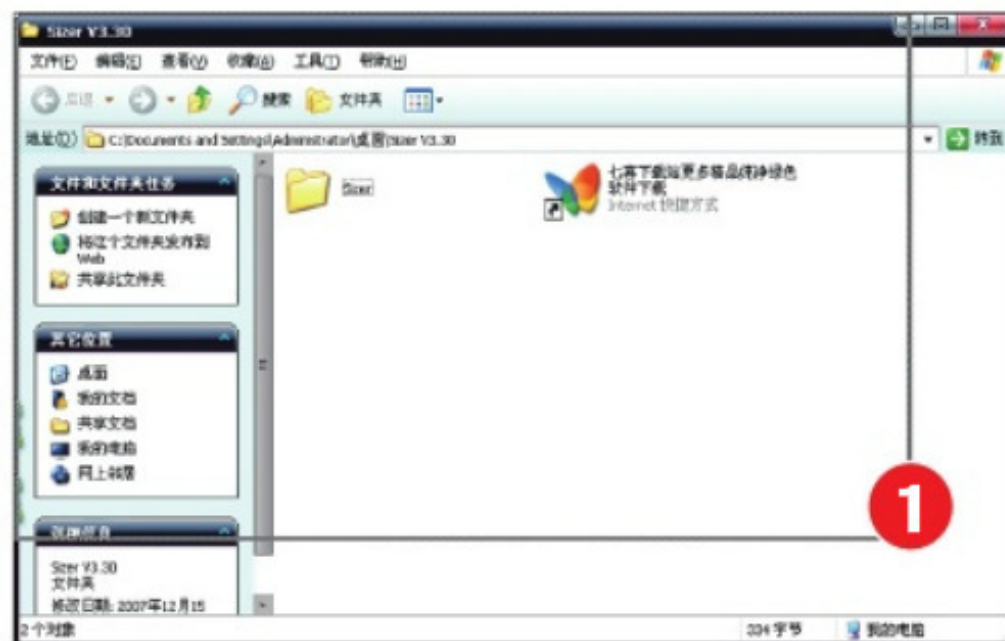 Sizer V3.30
文件(F) 编辑(E) 查看(V) 收藏(A) 工具(T) 帮助(H)
后退 搜索 文件夹
地址(D) C:\Documents and Settings\Administrator\桌面\Sizer V3.30 转到
文件和文件夹任务
创建一个新文件夹
将这个文件夹发布到
Web
共享此文件夹
其它位置
桌面
我的文档
共享文档
我的电脑
网上邻居
详细信息
Sizer V3.30
文件夹
修改日期: 2007年12月15
Sizer
七喜下载站更多精品纯净绿色
软件下载
Internet 快捷方式
1
2 个对象 334 字节 我的电脑